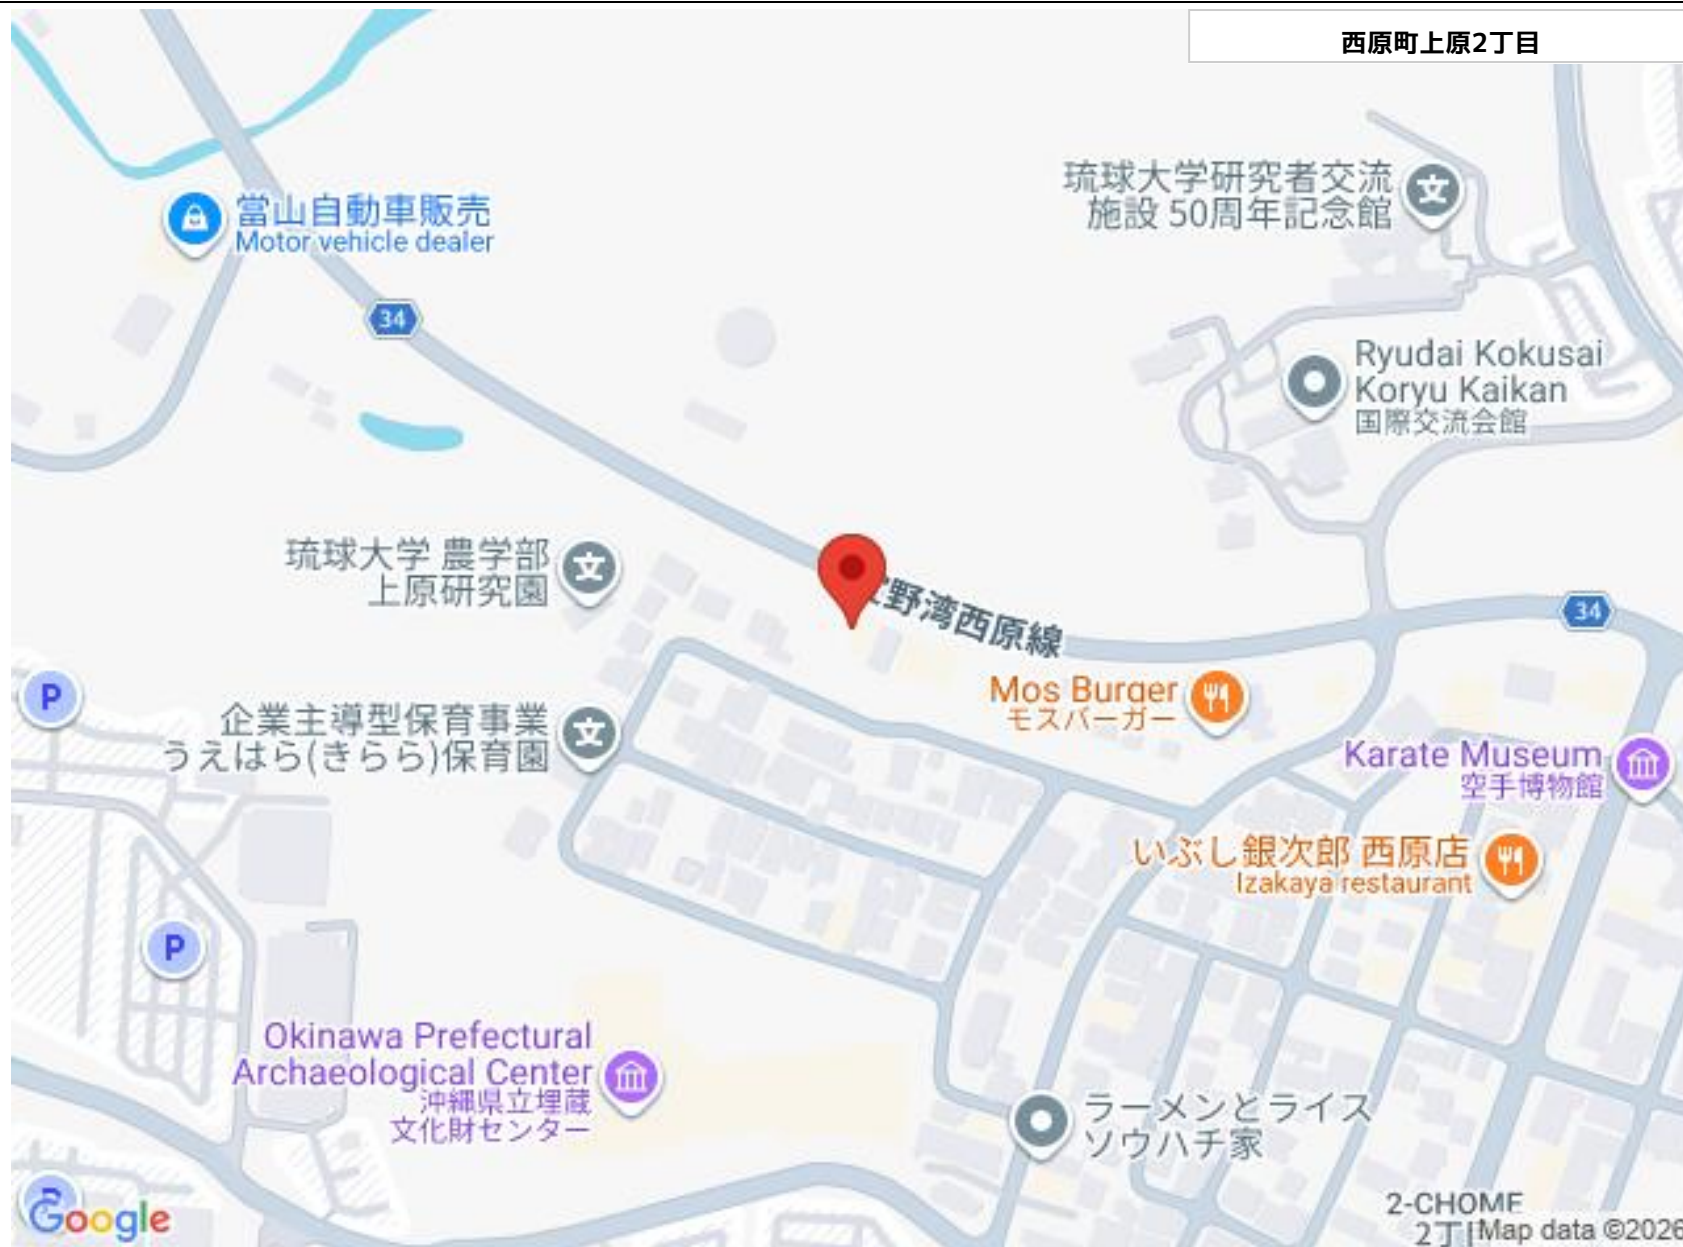 西原町上原2丁目
琉球大学研究者交流
施設 50周年記念館
當山自動車販売
Motor vehicle dealer
34
Ryudai Kokusai
Koryu Kaikan
国際交流会館
琉球大学 農学部
上原研究園
野湾西原線
34
P
Mos Burger
モスバーガー
企業主導型保育事業
うえはら(きらら)保育園
Karate Museum
空手博物館
いぶし銀次郎 西原店
Izakaya restaurant
P
Okinawa Prefectural
Archaeological Center
沖縄県立埋蔵
文化財センター
ラーメンとライス
ソウハチ家
2-CHOME
2丁
Google
Map data ©2026